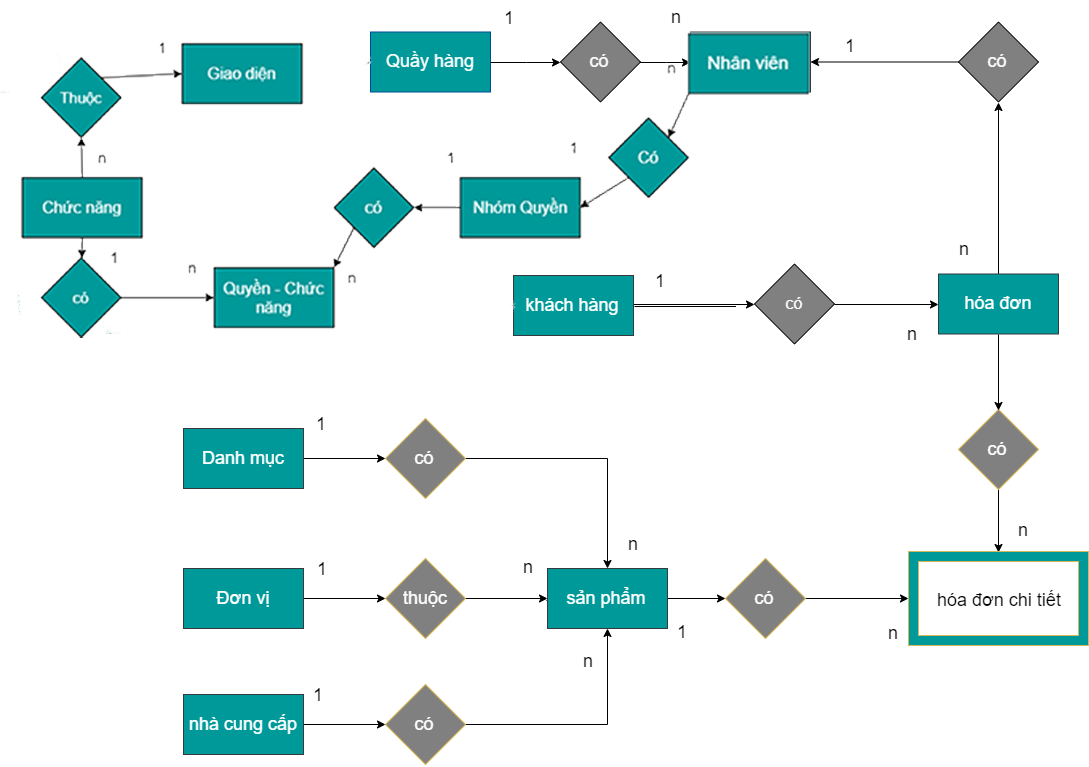 1
n
Quầy hàng
có
Nhân viên
1
có
1
Giao diện
Thuộc
n
n
1
1
Có
Chức năng
có
Nhóm Quyền
1
n
n
có
Quyền - Chức
năng
n
khách hàng
1
có
hóa đơn
n
Danh mục
1
có
có
n
n
Đơn vị
1
thuộc
n
sản phẩm
1
có
hóa đơn chi tiết
n
n
nhà cung cấp
1
có